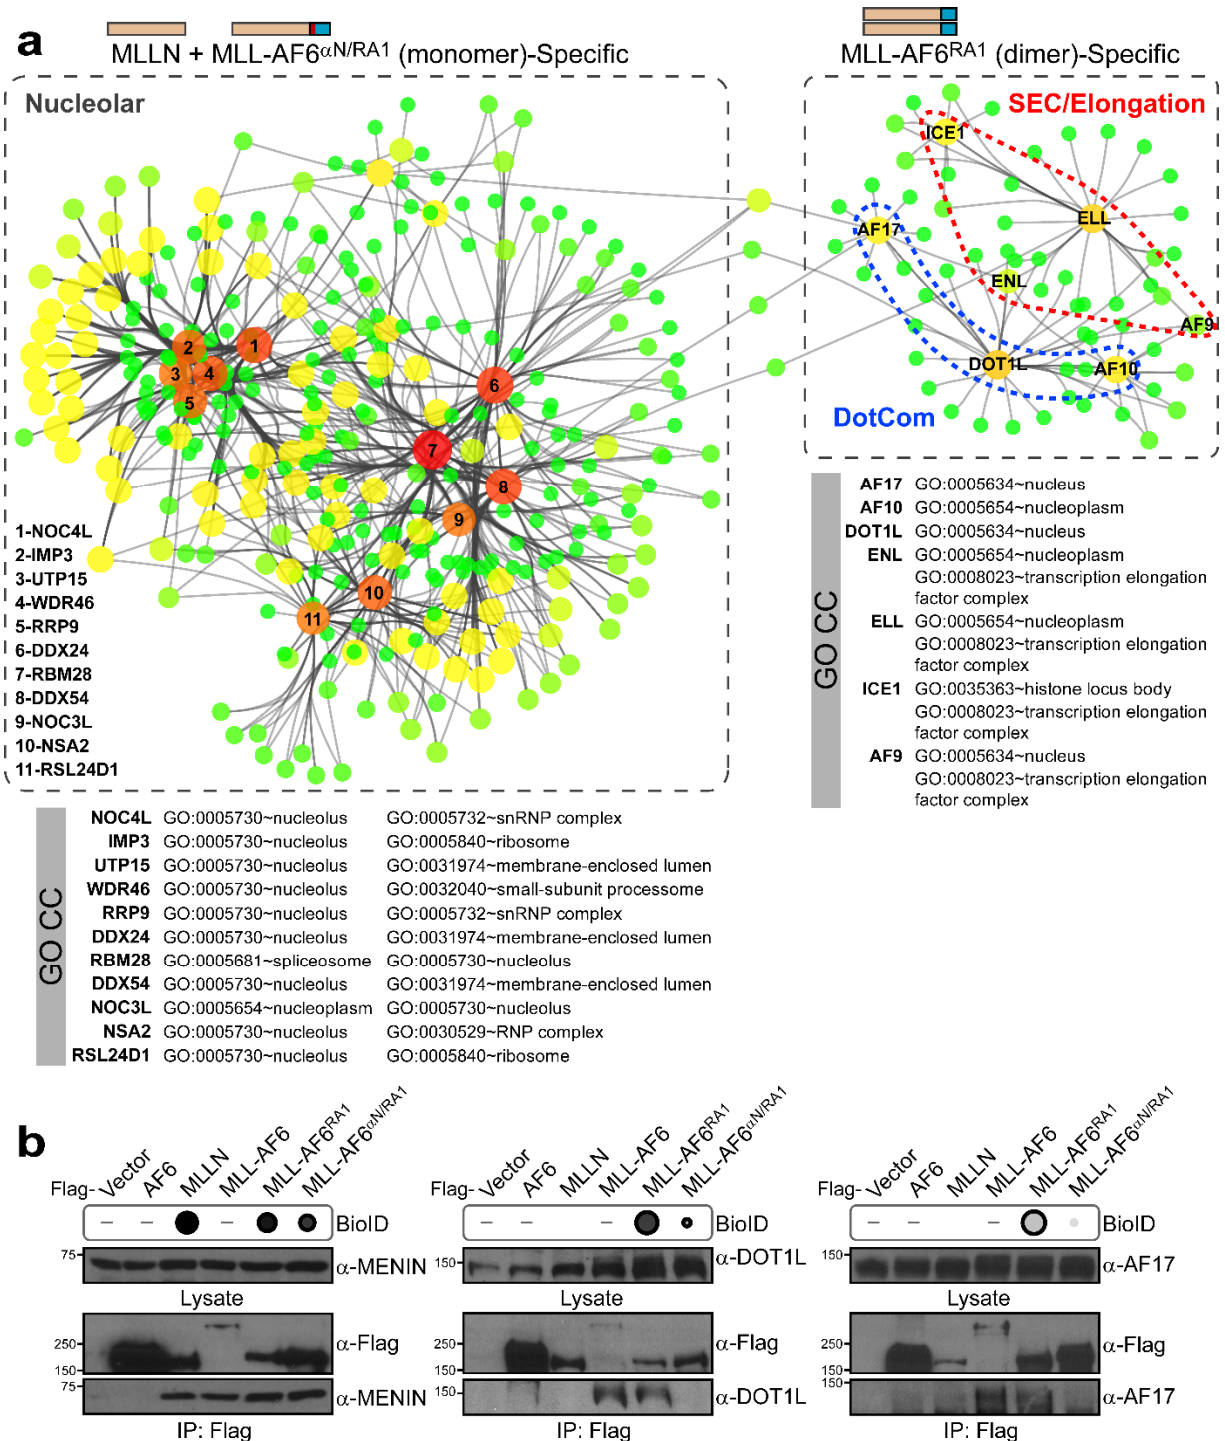 a
MLLN + MLL-AF6αN/RA1 (monomer)-Specific
MLL-AF6RA1 (dimer)-Specific
Nucleolar
1
2
3
4
5
6
7
8
9
10
11
1-NOC4L
2-IMP3
3-UTP15
4-WDR46
5-RRP9
6-DDX24
7-RBM28
8-DDX54
9-NOC3L
10-NSA2
11-RSL24D1
SEC/Elongation
ICE1
ELL
AF17
ENL
AF9
DOT1L
AF10
DotCom
GO CC
AF17 GO:0005634~nucleus
AF10 GO:0005654~nucleoplasm
DOT1L GO:0005634~nucleus
ENL GO:0005654~nucleoplasm
GO:0008023~transcription elongation
factor complex
ELL GO:0005654~nucleoplasm
GO:0008023~transcription elongation
factor complex
ICE1 GO:0035363~histone locus body
GO:0008023~transcription elongation
factor complex
AF9 GO:0005634~nucleus
GO:0008023~transcription elongation
factor complex
GO CC
NOC4L GO:0005730~nucleolus GO:0005732~snRNP complex
IMP3 GO:0005730~nucleolus GO:0005840~ribosome
UTP15 GO:0005730~nucleolus GO:0031974~membrane-enclosed lumen
WDR46 GO:0005730~nucleolus GO:0032040~small-subunit processome
RRP9 GO:0005730~nucleolus GO:0005732~snRNP complex
DDX24 GO:0005730~nucleolus GO:0031974~membrane-enclosed lumen
RBM28 GO:0005681~spliceosome GO:0005730~nucleolus
DDX54 GO:0005730~nucleolus GO:0031974~membrane-enclosed lumen
NOC3L GO:0005654~nucleoplasm GO:0005730~nucleolus
NSA2 GO:0005730~nucleolus GO:0030529~RNP complex
RSL24D1 GO:0005730~nucleolus GO:0005840~ribosome
b
Flag- Vector AF6 MLLN MLL-AF6 MLL-AF6RA1 MLL-AF6αN/RA1
BioID
75-
α-MENIN
Lysate
250-
150-
α-Flag
75-
α-MENIN
IP: Flag
Flag- Vector AF6 MLLN MLL-AF6 MLL-AF6RA1 MLL-AF6αN/RA1
BioID
150-
α-DOT1L
Lysate
250-
150-
α-Flag
150-
α-DOT1L
IP: Flag
Flag- Vector AF6 MLLN MLL-AF6 MLL-AF6RA1 MLL-AF6αN/RA1
BioID
150-
α-AF17
Lysate
250-
150-
α-Flag
150-
α-AF17
IP: Flag